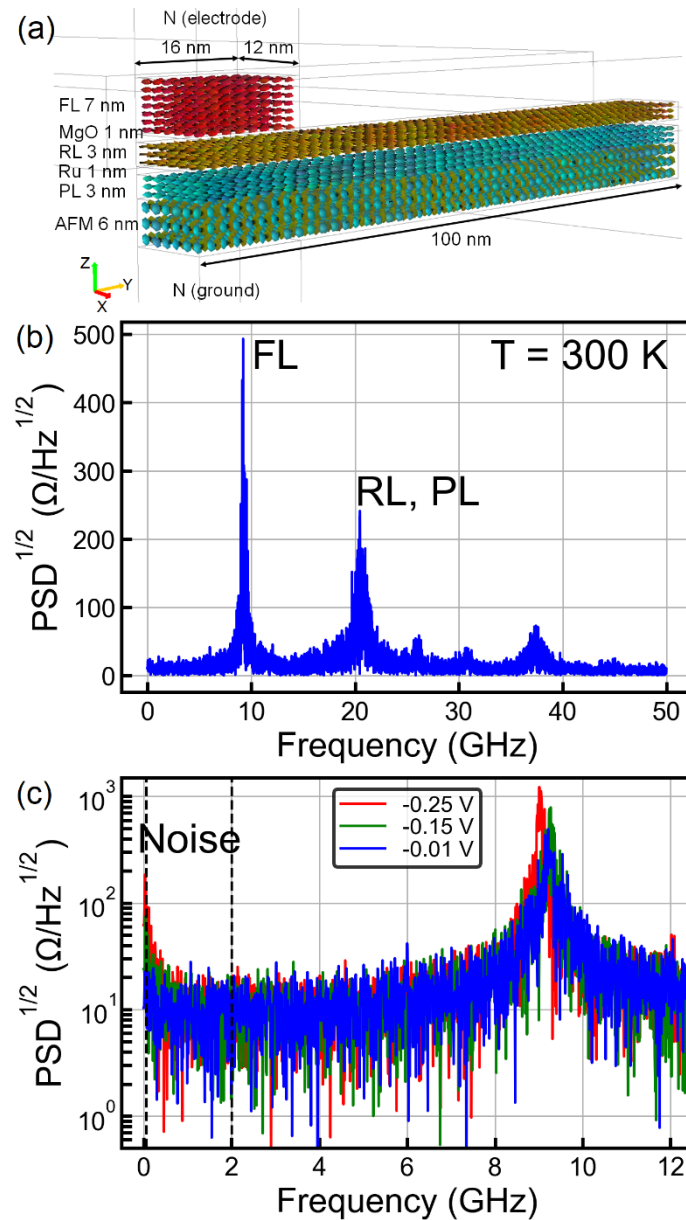 (a)
N (electrode)
16 nm 12 nm
FL 7 nm
MgO 1 nm
RL 3 nm
Ru 1 nm
PL 3 nm
AFM 6 nm
100 nm
Z
Y
X
N (ground)
(b)
500
400
300
200
100
0
PSD^1/2 (Ω/Hz^1/2)
FL
T = 300 K
RL, PL
0 10 20 30 40 50
Frequency (GHz)
(c)
10^3
10^2
10^1
10^0
PSD^1/2 (Ω/Hz^1/2)
Noise
-0.25 V
-0.15 V
-0.01 V
0 2 4 6 8 10 12
Frequency (GHz)